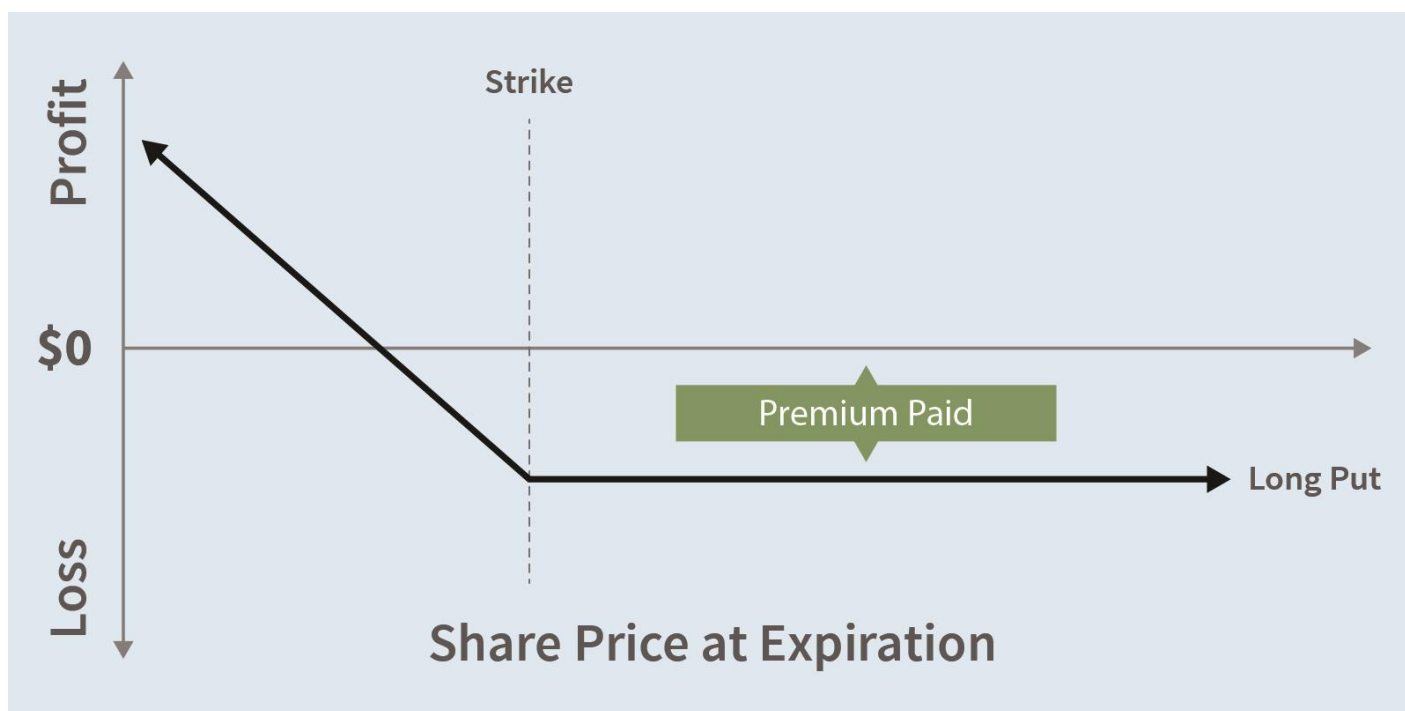 Profit
Strike
$0
Premium Paid
Long Put
Loss
Share Price at Expiration